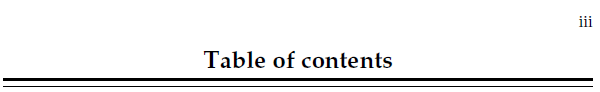 iii
Table of contents